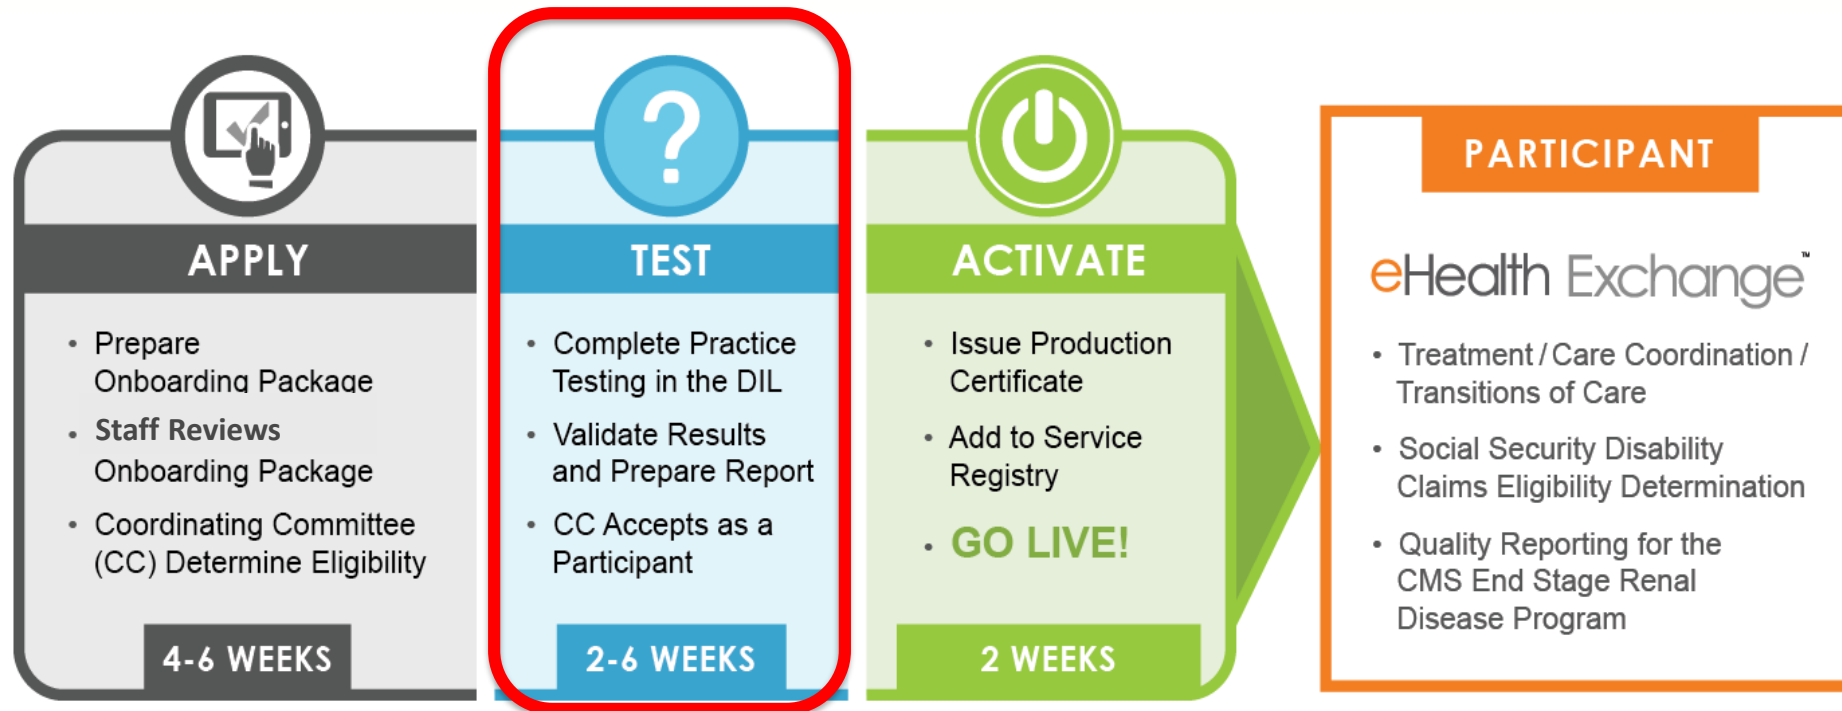 APPLY
• Prepare
Onboarding Package
• Staff Reviews
Onboarding Package
• Coordinating Committee
(CC) Determine Eligibility
4-6 WEEKS
?
TEST
• Complete Practice
Testing in the DIL
• Validate Results
and Prepare Report
• CC Accepts as a
Participant
2-6 WEEKS
ACTIVATE
• Issue Production
Certificate
• Add to Service
Registry
• GO LIVE!
2 WEEKS
PARTICIPANT
eHealth Exchange™
• Treatment / Care Coordination /
Transitions of Care
• Social Security Disability
Claims Eligibility Determination
• Quality Reporting for the
CMS End Stage Renal
Disease Program